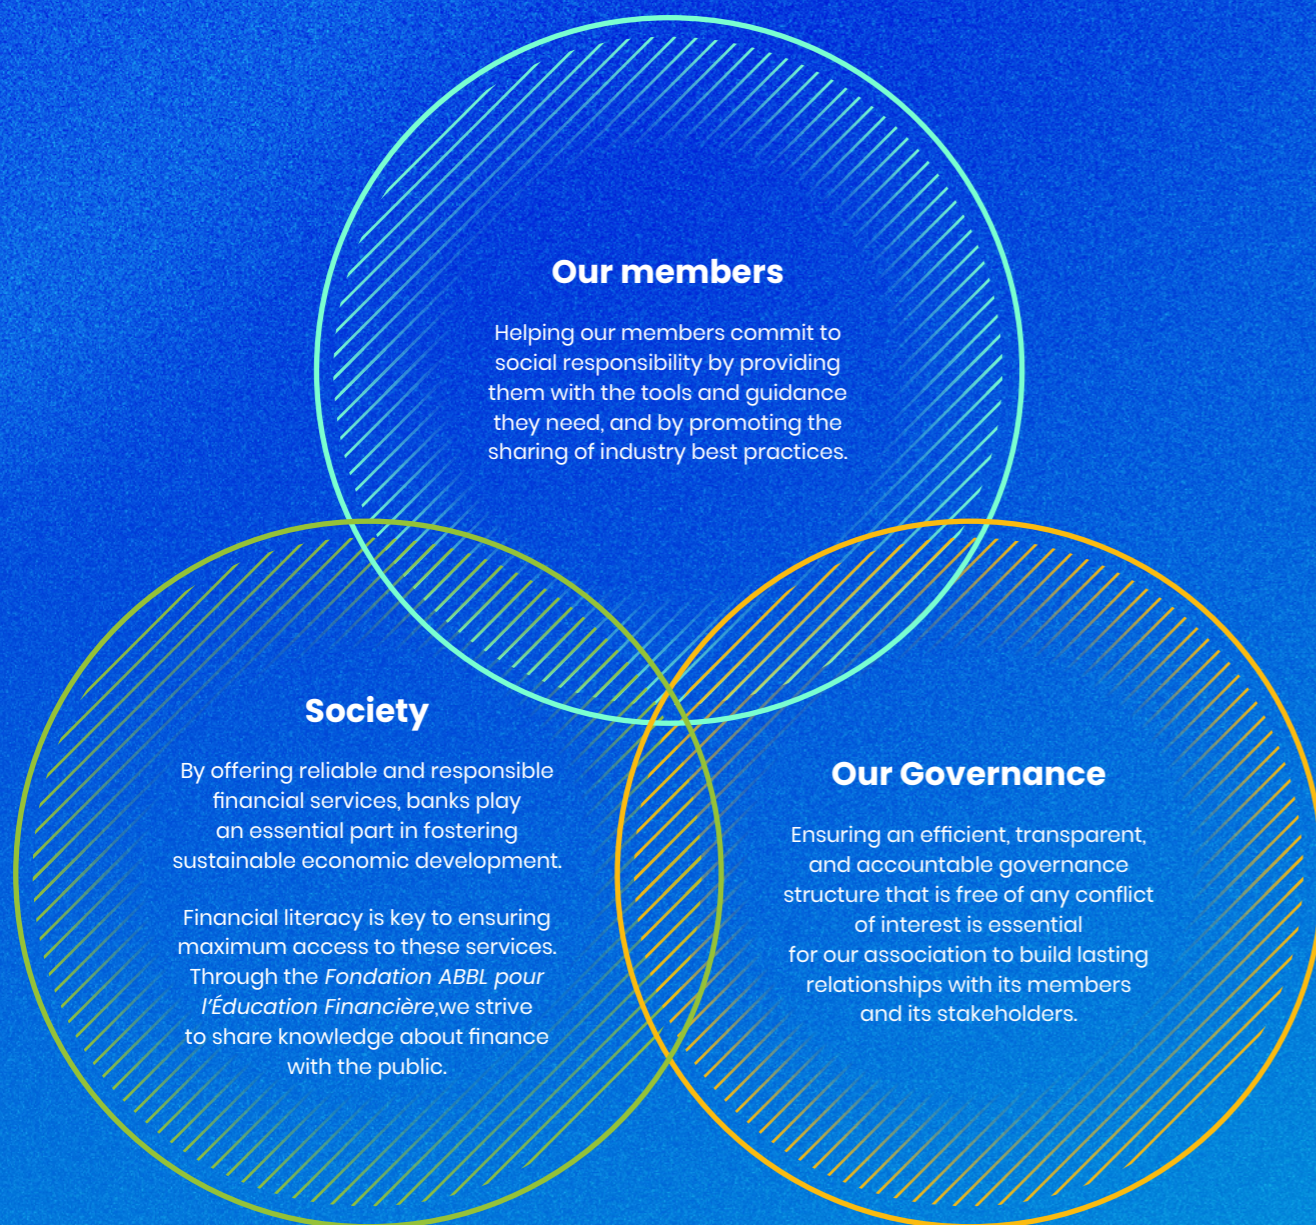 Our members
Helping our members commit to
social responsibility by providing
them with the tools and guidance
they need, and by promoting the
sharing of industry best practices.
Society
By offering reliable and responsible
financial services, banks play
an essential part in fostering
sustainable economic development.
Financial literacy is key to ensuring
maximum access to these services.
Through the Fondation ABBL pour
l’Éducation Financière,we strive
to share knowledge about finance
with the public.
Our Governance
Ensuring an efficient, transparent,
and accountable governance
structure that is free of any conflict
of interest is essential
for our association to build lasting
relationships with its members
and its stakeholders.